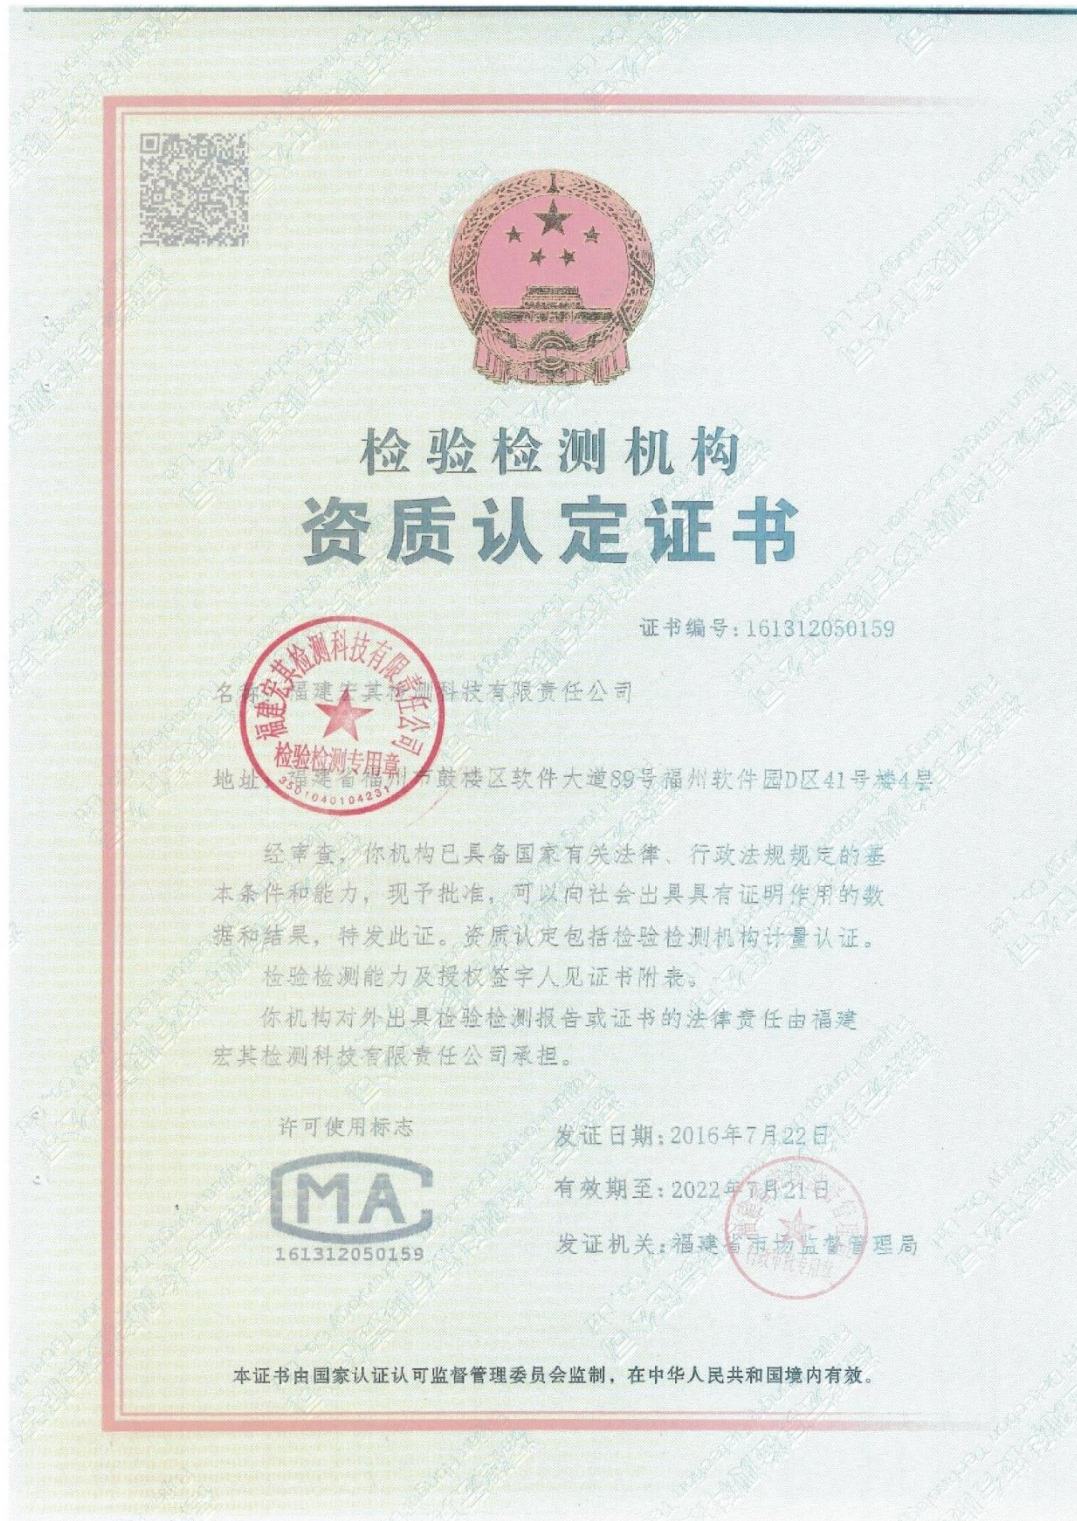 检验检测机构
资质认定证书
证书编号:161312050159
名称:福建宏其检测科技有限责任公司
福建宏其检测科技有限责任公司
检验检测专用章
3501040104231
地址:福建省福州市鼓楼区软件大道89号福州软件园D区41号楼4层
经审查,你机构已具备国家有关法律、行政法规规定的基
本条件和能力,现予批准,可以向社会出具具有证明作用的数
据和结果,特发此证。资质认定包括检验检测机构计量认证。
检验检测能力及授权签字人见证书附表。
你机构对外出具检验检测报告或证书的法律责任由福建
宏其检测科技有限责任公司承担。
许可使用标志
MA
161312050159
发证日期:2016年7月22日
有效期至:2022年7月21日
发证机关:福建省市场监督管理局
行政审批专用章
本证书由国家认证认可监督管理委员会监制,在中华人民共和国境内有效。